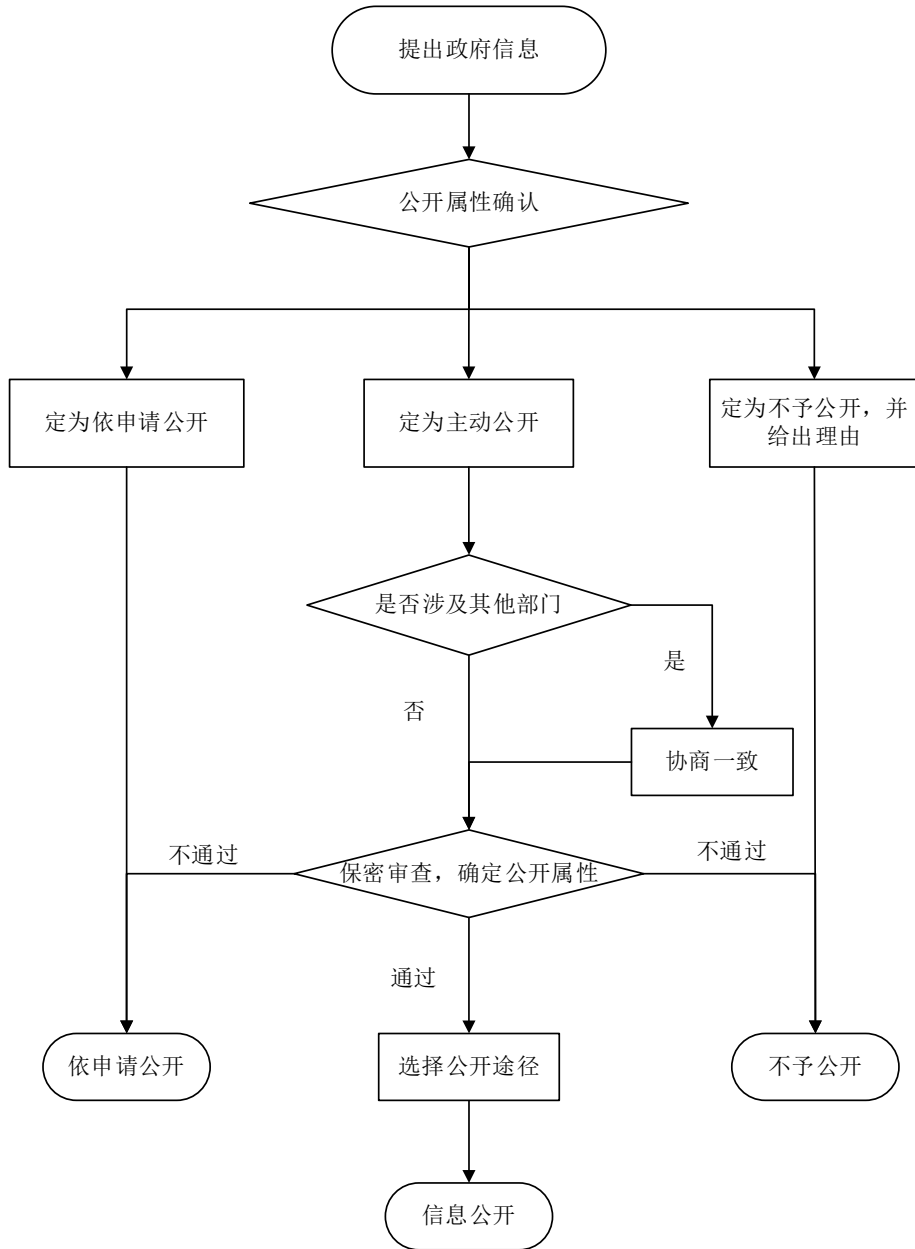 提出政府信息
公开属性确认
定为依申请公开
定为主动公开
定为不予公开，并
给出理由
是否涉及其他部门
是
否
协商一致
不通过
保密审查，确定公开属性
不通过
通过
依申请公开
选择公开途径
不予公开
信息公开